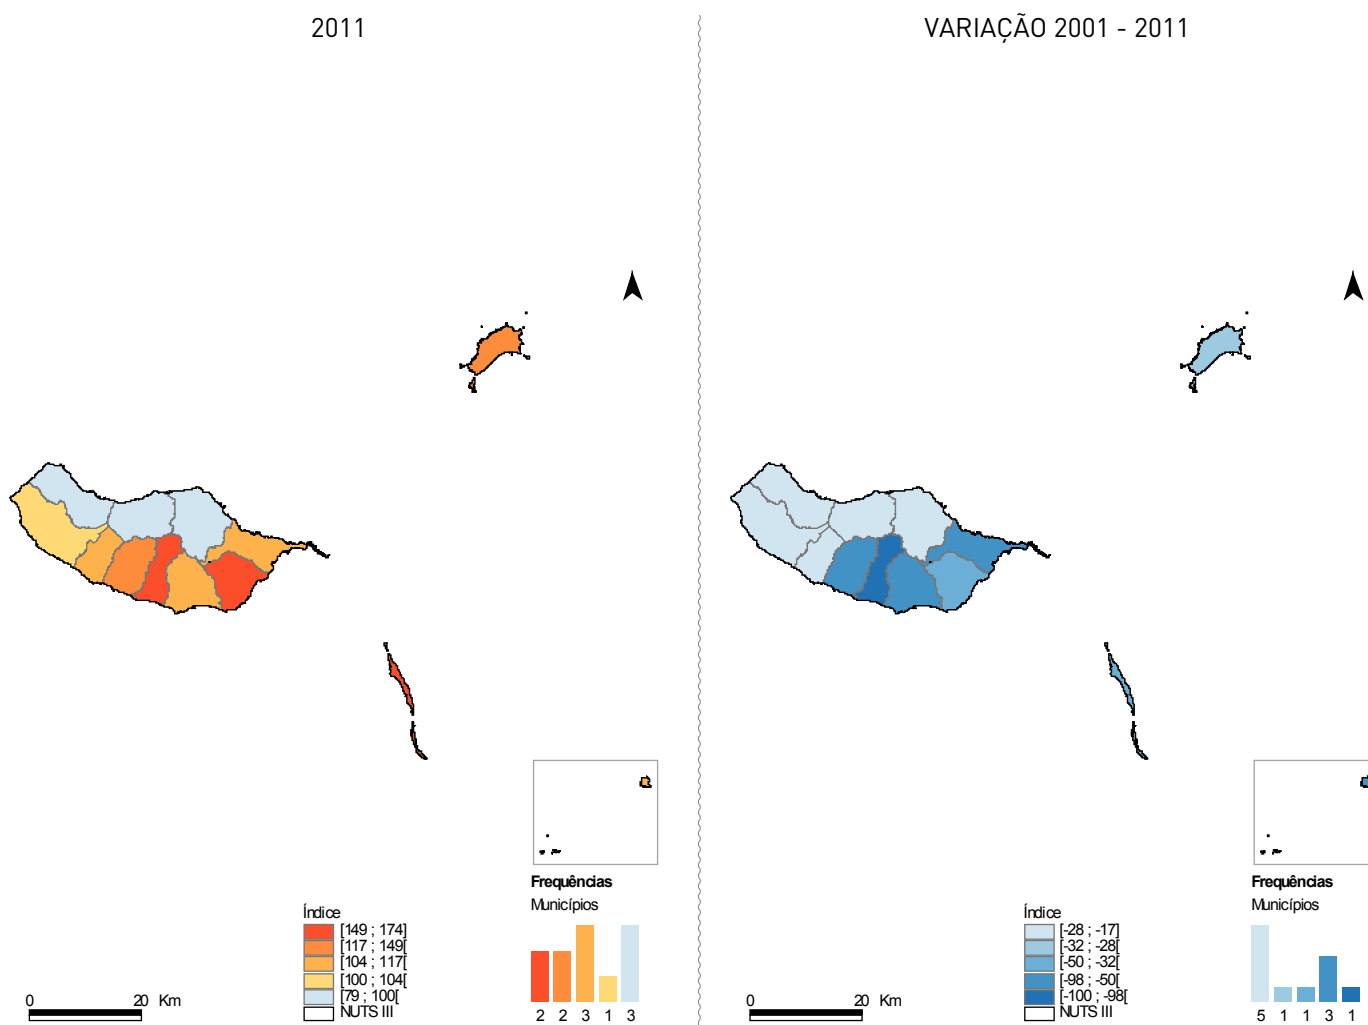 2011
Frequências
Municípios
Índice
[149 ; 174]
[117 ; 149[
[104 ; 117[
[100 ; 104[
[79 ; 100[
NUTS III
0 20 Km
2 2 3 1 3
VARIAÇÃO 2001 - 2011
Frequências
Municípios
Índice
[-28 ; -17]
[-32 ; -28[
[-50 ; -32[
[-98 ; -50[
[-100 ; -98[
NUTS III
0 20 Km
5 1 1 3 1